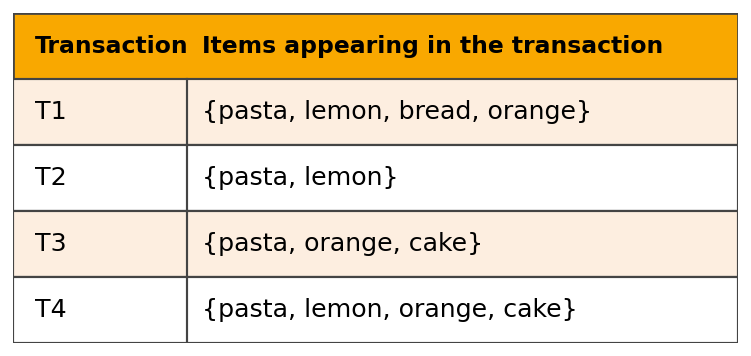 Transaction Items appearing in the transaction
T1 {pasta, lemon, bread, orange}
T2 {pasta, lemon}
T3 {pasta, orange, cake}
T4 {pasta, lemon, orange, cake}